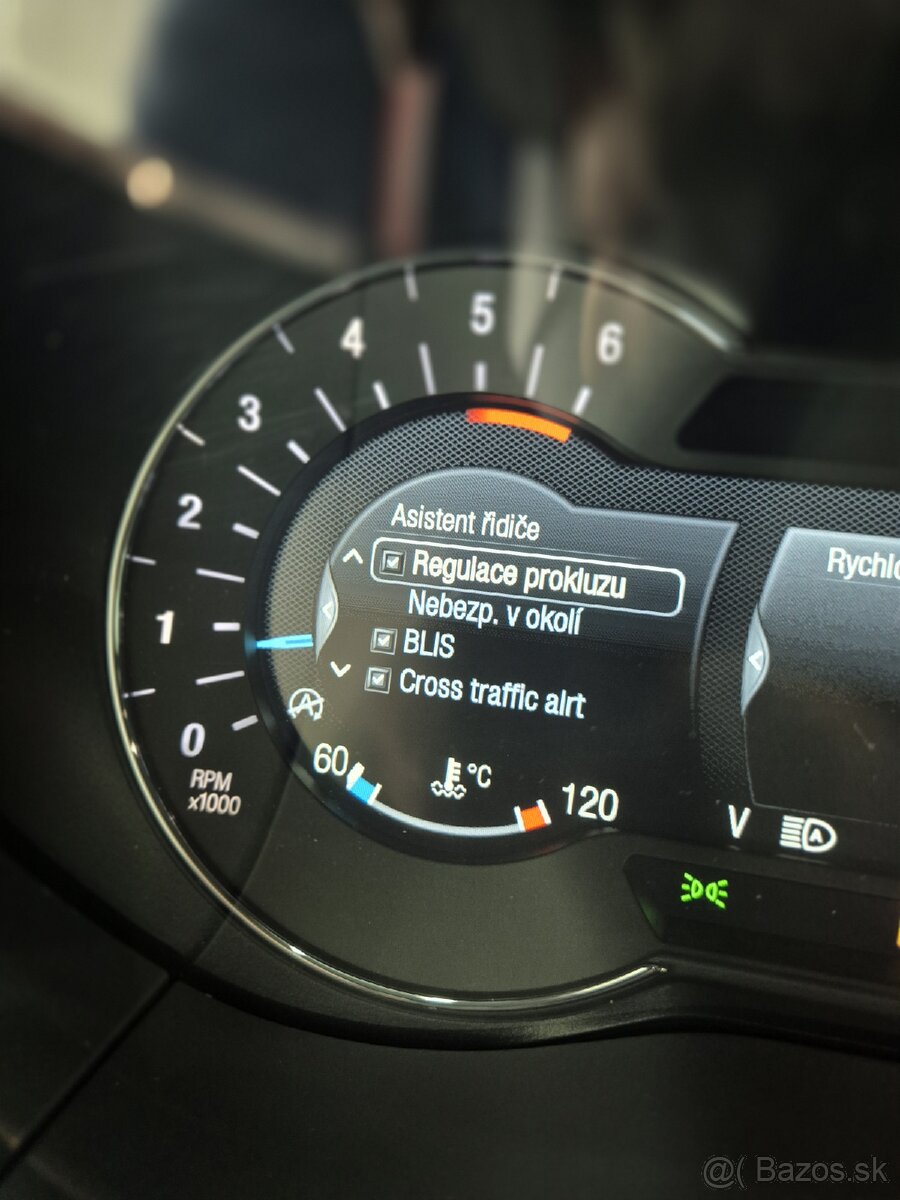 5
4
6
3
2
1
0
RPM
x1000
Asistent řidiče
Regulace prokluzu
Nebezp. v okolí
BLIS
Cross traffic alrt
A
60
°C
120
V
A
@( Bazos.sk